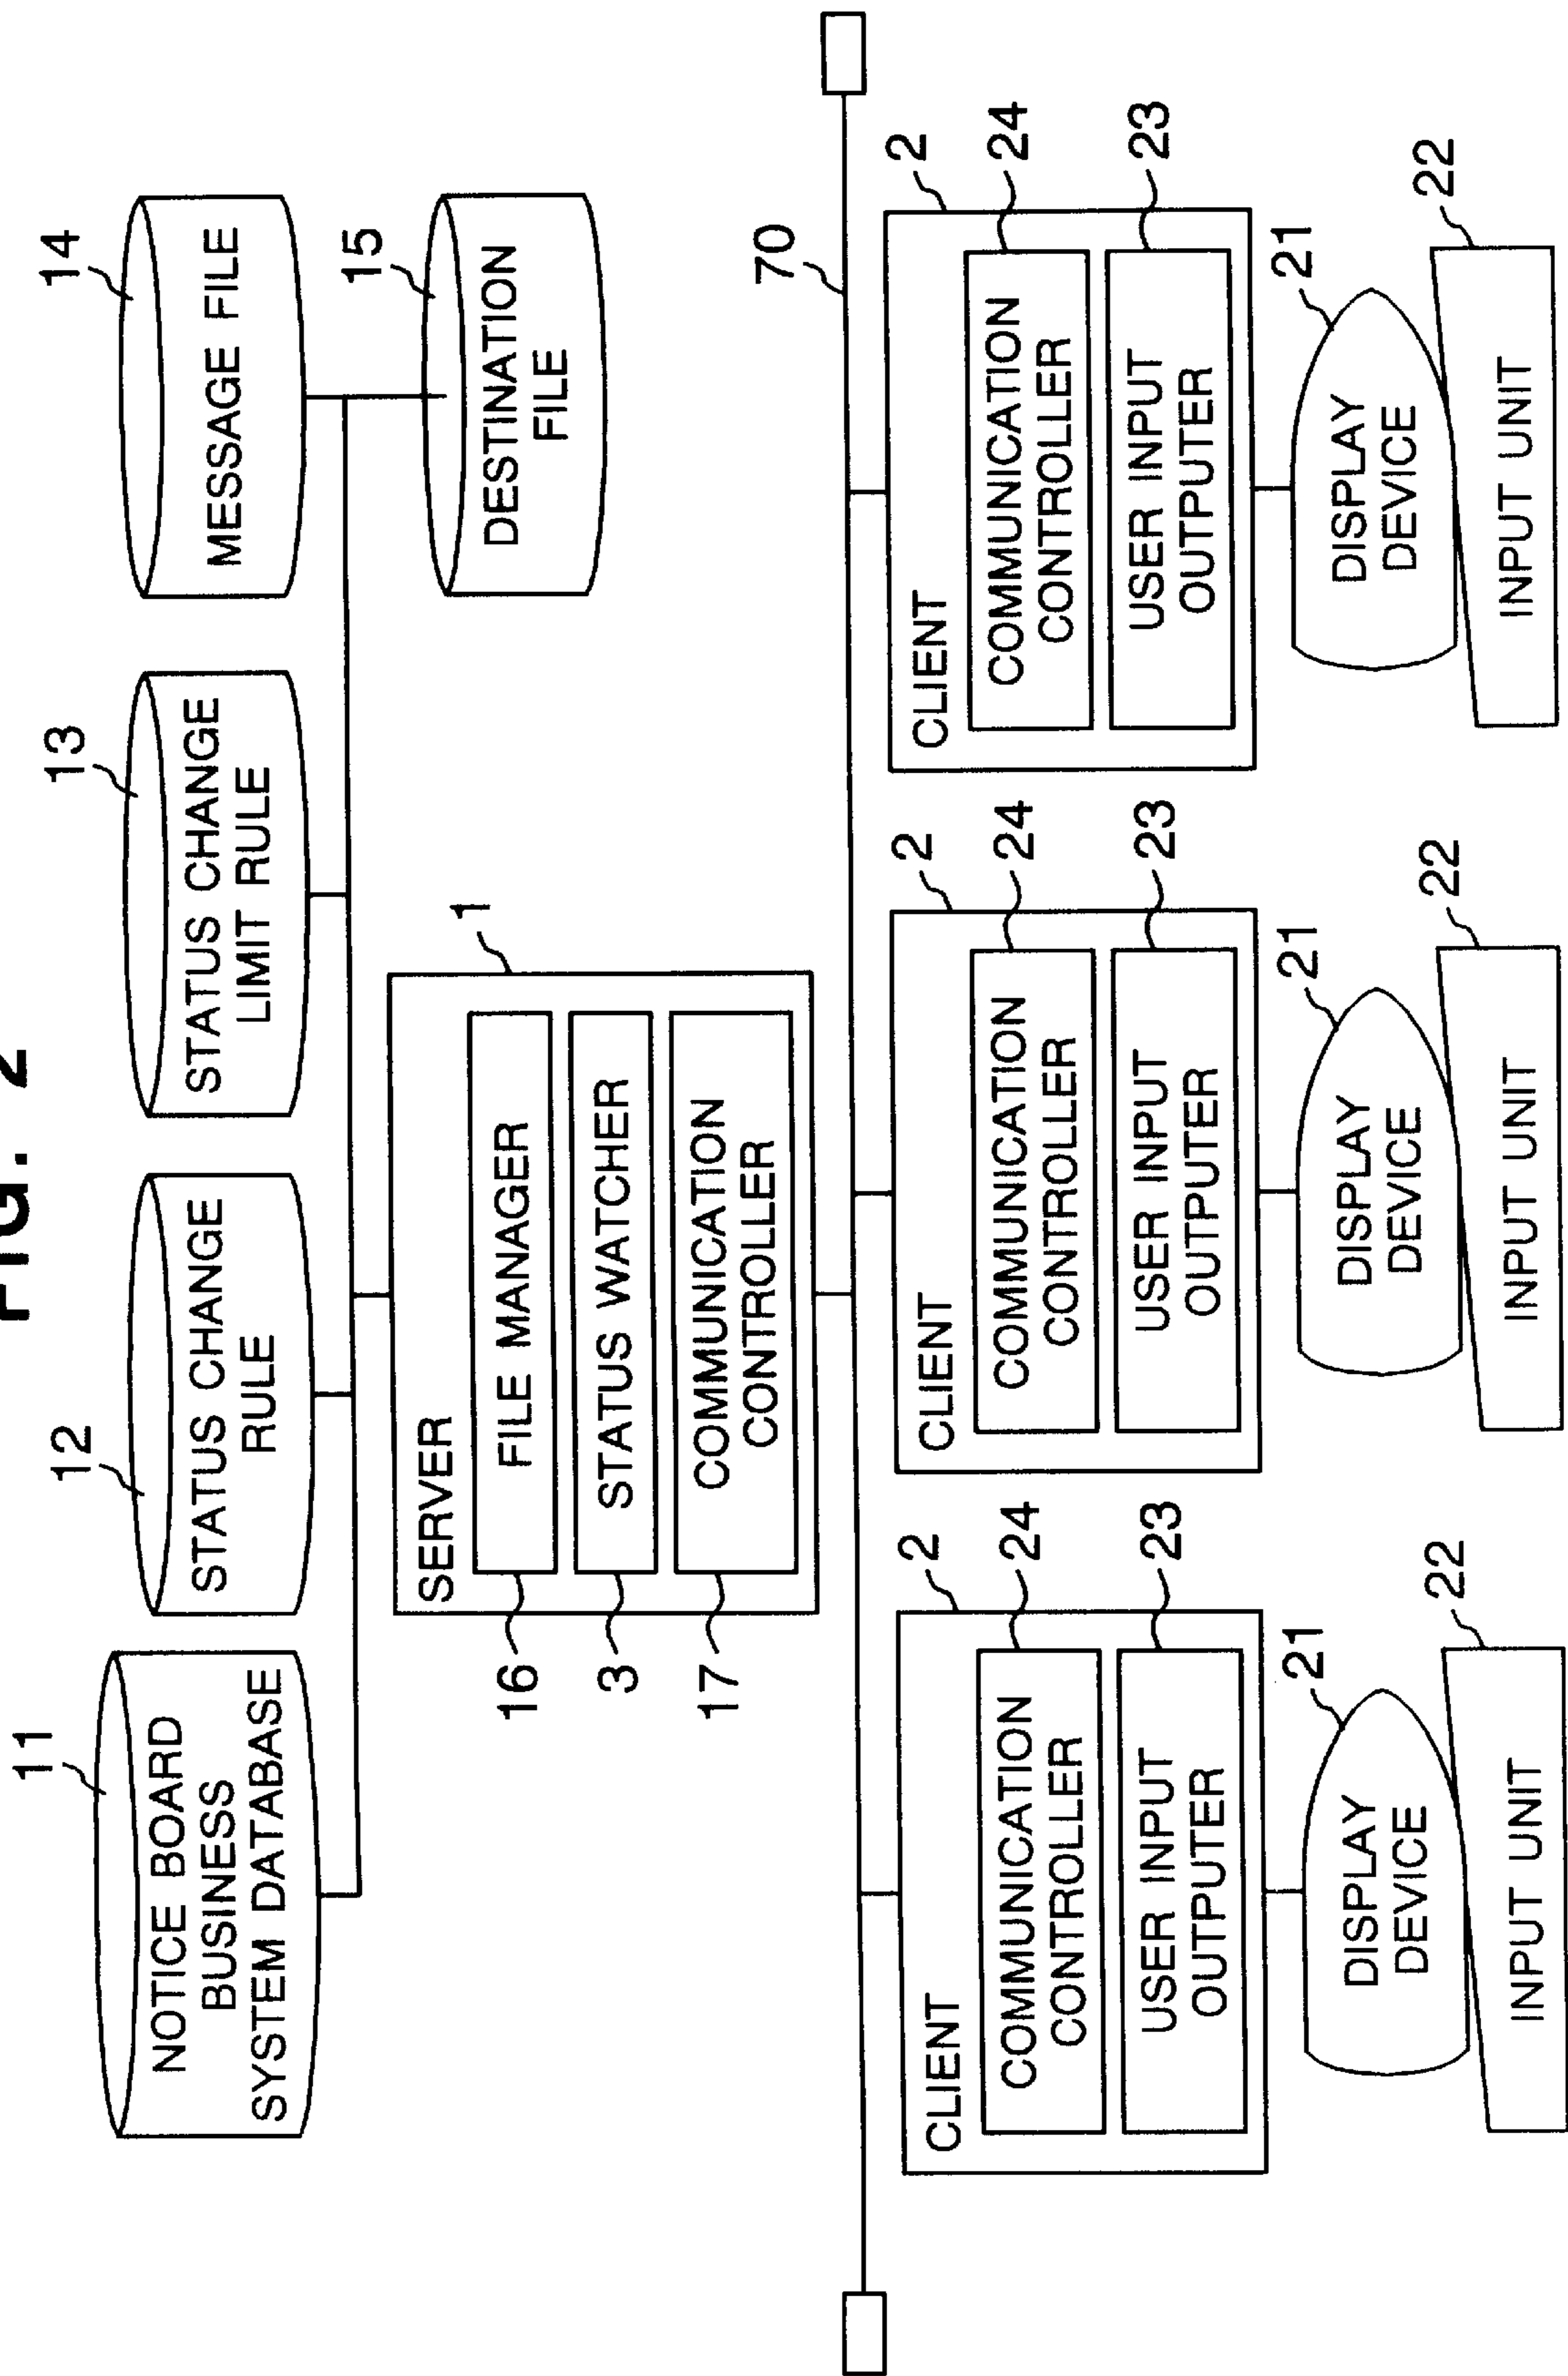 FIG. 2
11
NOTICE BOARD
BUSINESS
SYSTEM DATABASE
12
STATUS CHANGE
RULE
13
STATUS CHANGE
LIMIT RULE
14
MESSAGE FILE
15
DESTINATION
FILE
1
SERVER
16
FILE MANAGER
3
STATUS WATCHER
17
COMMUNICATION
CONTROLLER
70
2
CLIENT
24
COMMUNICATION
CONTROLLER
23
USER INPUT
OUTPUTER
21
DISPLAY
DEVICE
22
INPUT UNIT
2
CLIENT
24
COMMUNICATION
CONTROLLER
23
USER INPUT
OUTPUTER
21
DISPLAY
DEVICE
22
INPUT UNIT
2
CLIENT
24
COMMUNICATION
CONTROLLER
23
USER INPUT
OUTPUTER
21
DISPLAY
DEVICE
22
INPUT UNIT